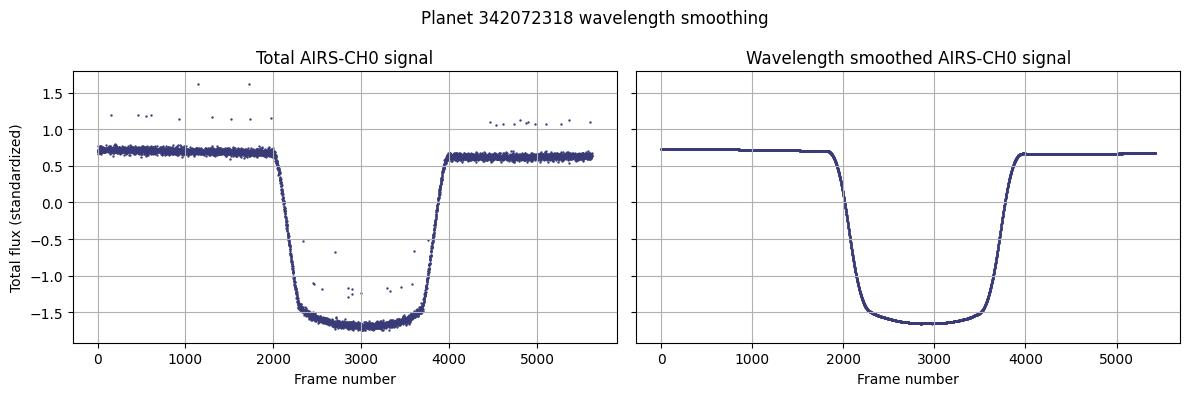 Planet 342072318 wavelength smoothing
Total AIRS-CH0 signal
Wavelength smoothed AIRS-CH0 signal
Total flux (standardized)
1.5
1.0
0.5
0.0
−0.5
−1.0
−1.5
0 1000 2000 3000 4000 5000
0 1000 2000 3000 4000 5000
Frame number
Frame number